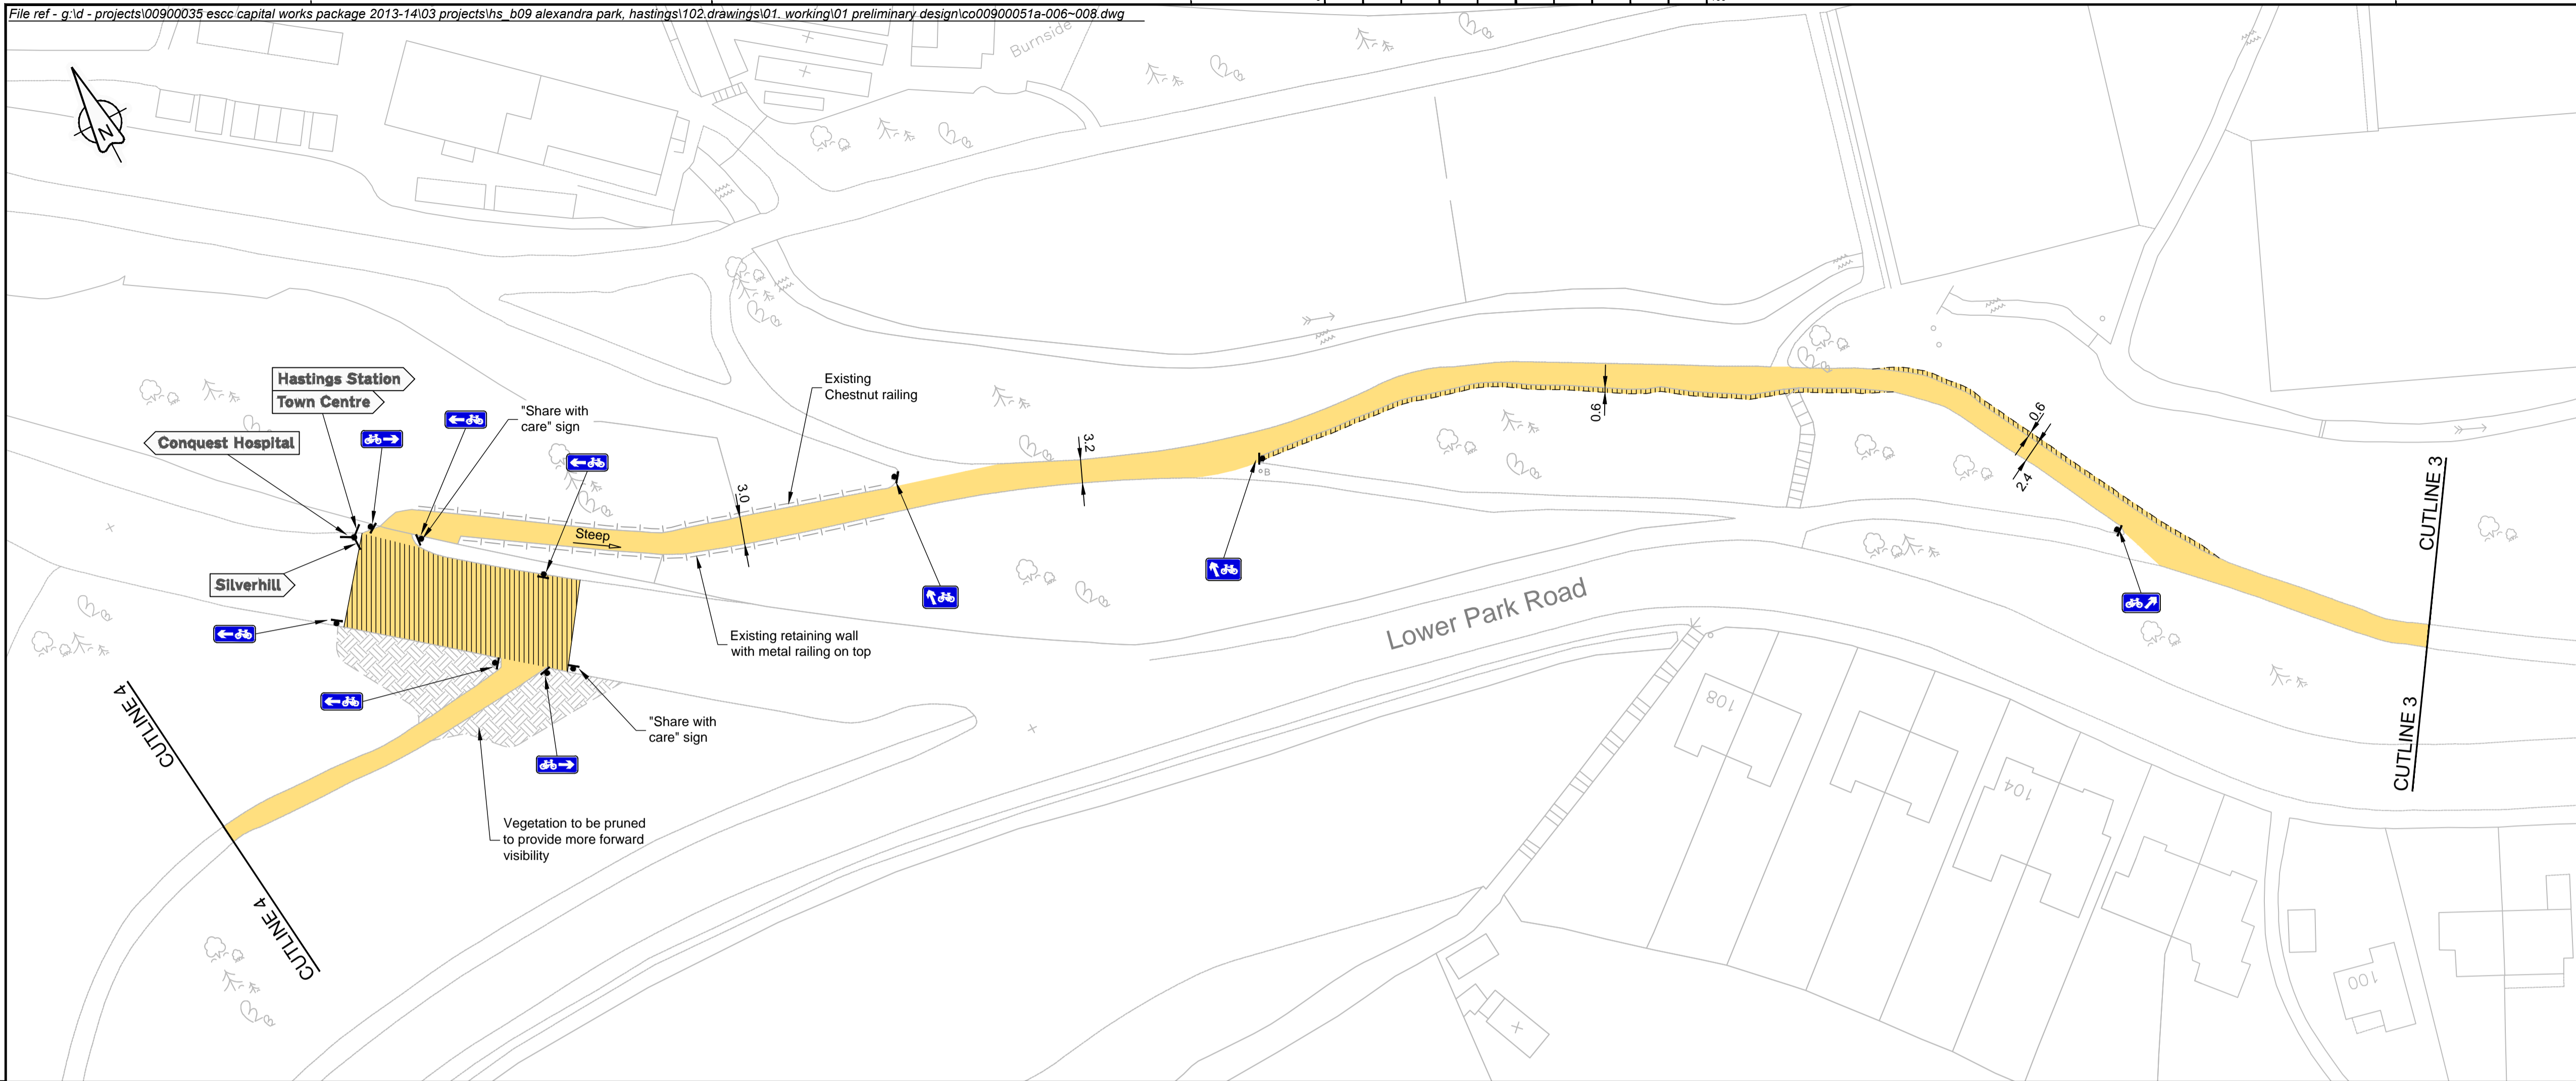 File ref - g:\d - projects\00900035 escc capital works package 2013-14\03 projects\hs_b09 alexandra park, hastings\102.drawings\01. working\01 preliminary design\co00900051a-006~008.dwg
Burnside
N
Hastings Station
Town Centre
Conquest Hospital
"Share with
care" sign
Existing
Chestnut railing
3.2
3.0
0.6
0.6
2.4
B
Steep
Silverhill
Existing retaining wall
with metal railing on top
Lower Park Road
CUTLINE 3
CUTLINE 3
CUTLINE 4
CUTLINE 4
"Share with
care" sign
Vegetation to be pruned
to provide more forward
visibility
108
104
100